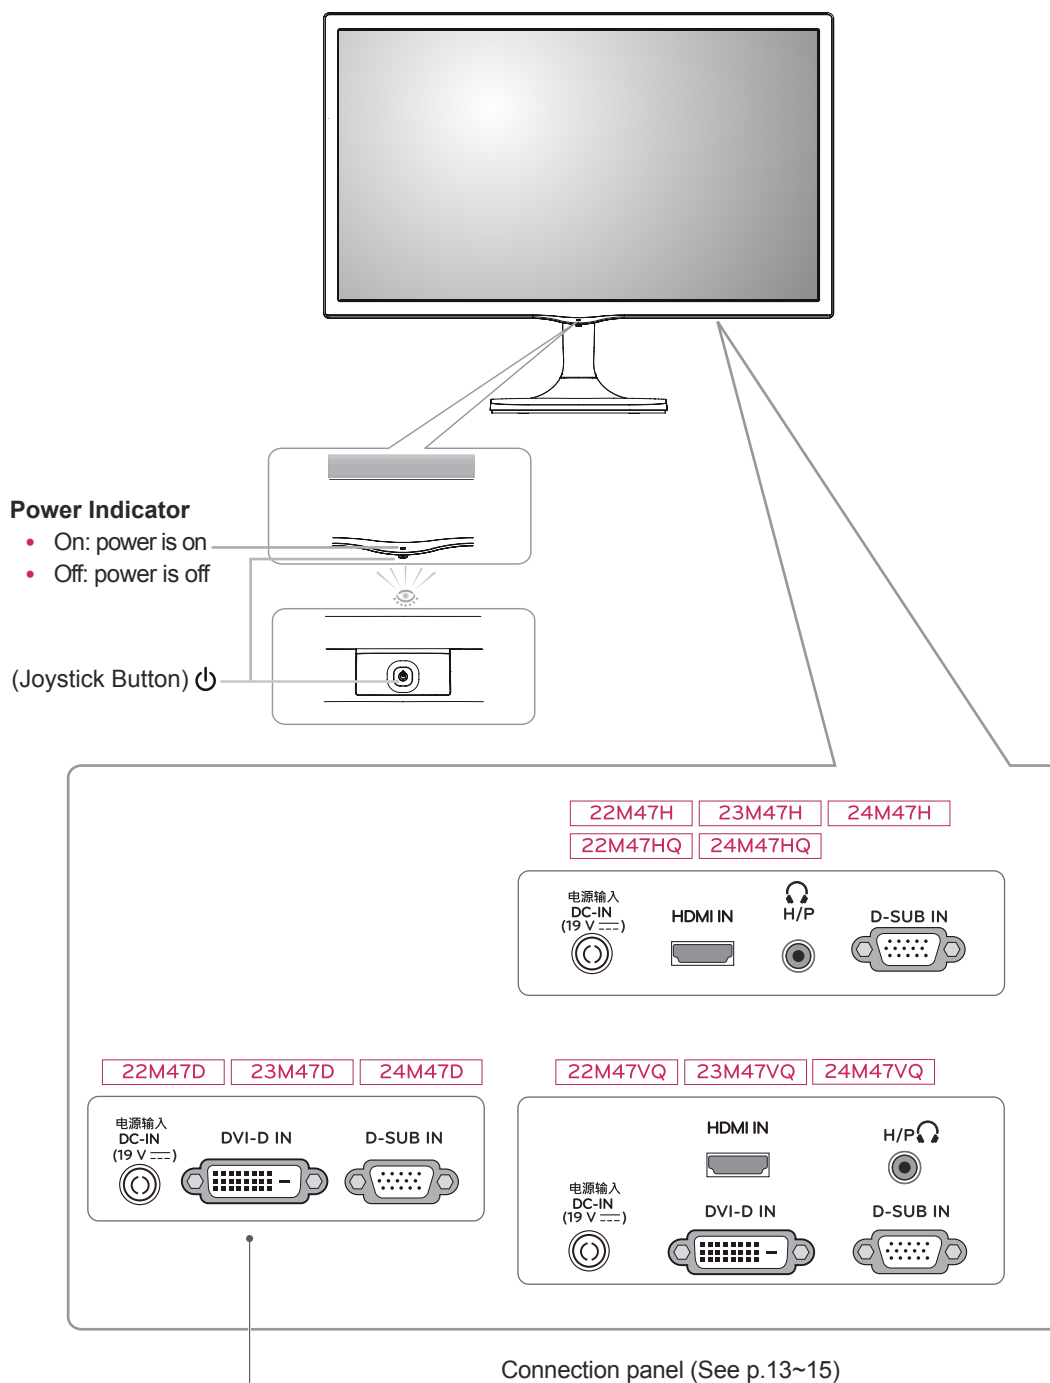 Power Indicator
• On: power is on
• Off: power is off
(Joystick Button)
22M47H 23M47H 24M47H
22M47HQ 24M47HQ
电源输入
DC-IN
(19 V ⎓)
HDMI IN
H/P
D-SUB IN
22M47D 23M47D 24M47D
电源输入
DC-IN
(19 V ⎓)
DVI-D IN
D-SUB IN
22M47VQ 23M47VQ 24M47VQ
HDMI IN
H/P
电源输入
DC-IN
(19 V ⎓)
DVI-D IN
D-SUB IN
Connection panel (See p.13~15)